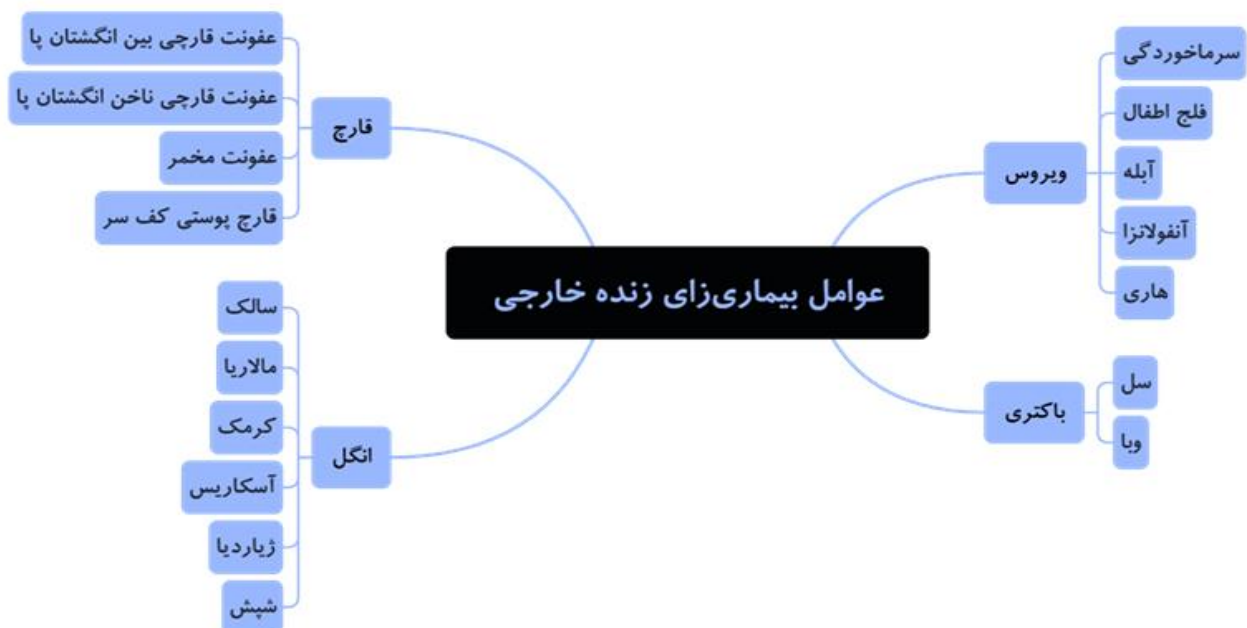 عوامل بیماری‌زای زنده خارجی
ویروس
سرماخوردگی
فلج اطفال
آبله
آنفولانزا
هاری
باکتری
سل
وبا
قارچ
عفونت قارچی بین انگشتان پا
عفونت قارچی ناخن انگشتان پا
عفونت مخمر
قارچ پوستی کف سر
انگل
سالک
مالاریا
کرمک
آسکاریس
ژیاردیا
شپش